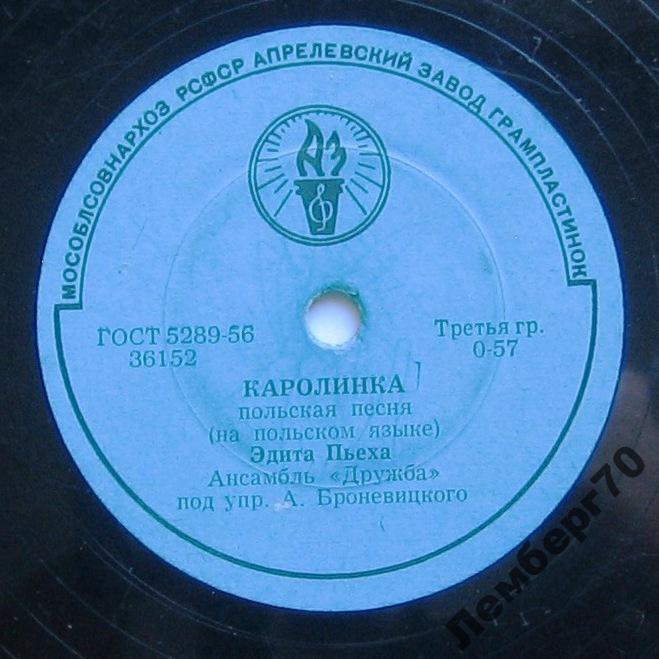 МОСОБЛСОВНАРХОЗ РСФСР АПРЕЛЕВСКИЙ ЗАВОД ГРАМПЛАСТИНОК
АЗ
ГОСТ 5289-56
36152
Третья гр.
0-57
КАРОЛИНКА
польская песня
(на польском языке)
Эдита Пьеха
Ансамбль «Дружба»
под упр. А. Броневицкого
Лемберг70